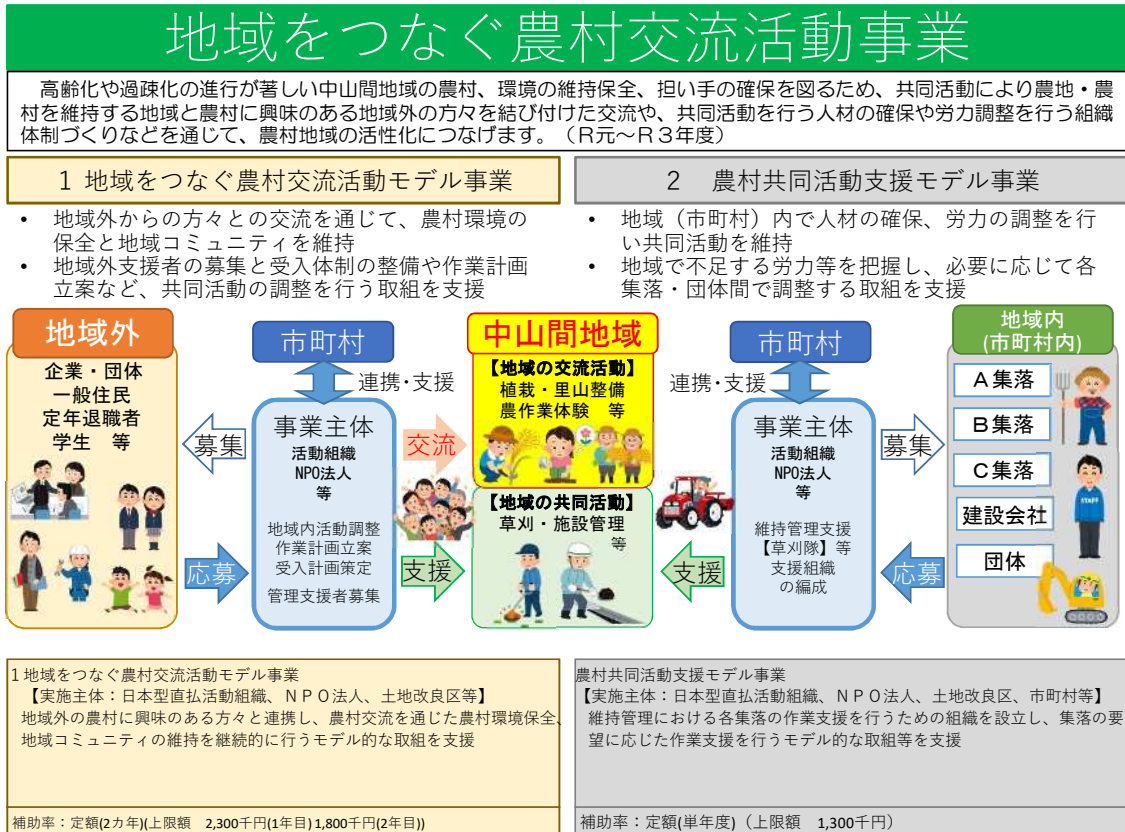 地域をつなぐ農村交流活動事業
高齢化や過疎化の進行が著しい中山間地域の農村、環境の維持保全、担い手の確保を図るため、共同活動により農地・農
村を維持する地域と農村に興味のある地域外の方々を結び付けた交流や、共同活動を行う人材の確保や労力調整を行う組織
体制づくりなどを通じて、農村地域の活性化につなげます。（R元～R３年度）
1 地域をつなぐ農村交流活動モデル事業
• 地域外からの方々との交流を通じて、農村環境の
保全と地域コミュニティを維持
• 地域外支援者の募集と受入体制の整備や作業計画
立案など、共同活動の調整を行う取組を支援
2 農村共同活動支援モデル事業
• 地域（市町村）内で人材の確保、労力の調整を行
い共同活動を維持
• 地域で不足する労力等を把握し、必要に応じて各
集落・団体間で調整する取組を支援
地域外
企業・団体
一般住民
定年退職者
学生 等
募集
応募
市町村
連携・支援
事業主体
活動組織
NPO法人
等
地域内活動調整
作業計画立案
受入計画策定
管理支援者募集
交流
支援
中山間地域
【地域の交流活動】
植栽・里山整備
農作業体験 等
【地域の共同活動】
草刈・施設管理
等
支援
市町村
連携・支援
事業主体
活動組織
NPO法人
等
維持管理支援
【草刈隊】等
支援組織
の編成
募集
応募
地域内
(市町村内)
A集落
B集落
C集落
建設会社
団体
STAFF
1地域をつなぐ農村交流活動モデル事業
【実施主体：日本型直払活動組織、ＮＰＯ法人、土地改良区等】
地域外の農村に興味のある方々と連携し、農村交流を通じた農村環境保全、
地域コミュニティの維持を継続的に行うモデル的な取組を支援
補助率：定額(2カ年)(上限額 2,300千円(1年目)1,800千円(2年目))
農村共同活動支援モデル事業
【実施主体：日本型直払活動組織、ＮＰＯ法人、土地改良区、市町村等】
維持管理における各集落の作業支援を行うための組織を設立し、集落の要
望に応じた作業支援を行うモデル的な取組等を支援
補助率：定額(単年度)（上限額 1,300千円）